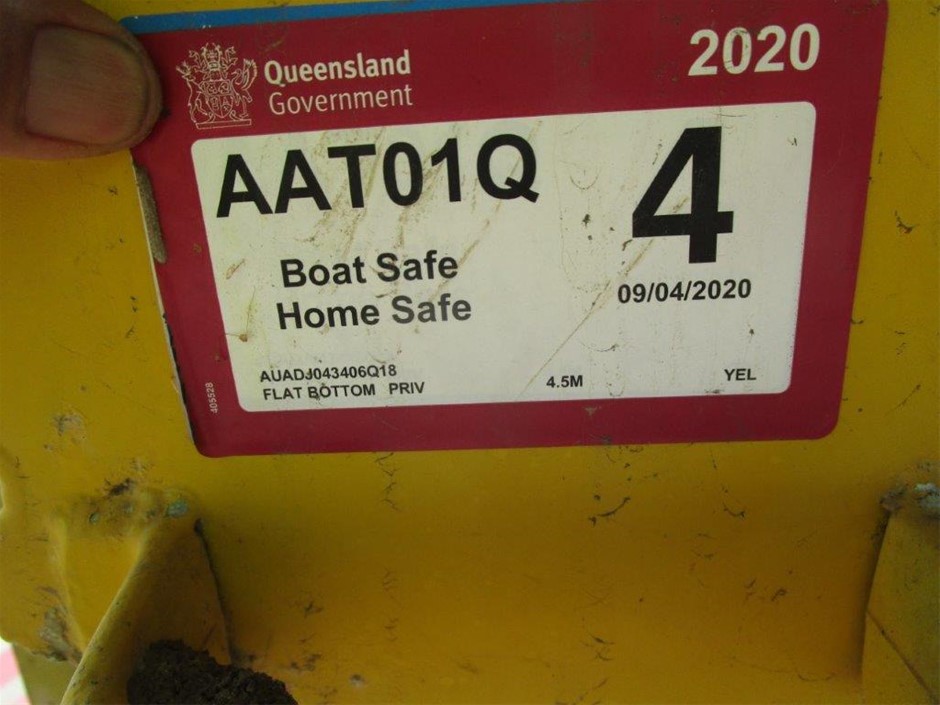 Queensland
Government
2020
AAT01Q
4
Boat Safe
Home Safe
09/04/2020
AUADJ043406Q18
FLAT BOTTOM PRIV
4.5M
YEL
405528